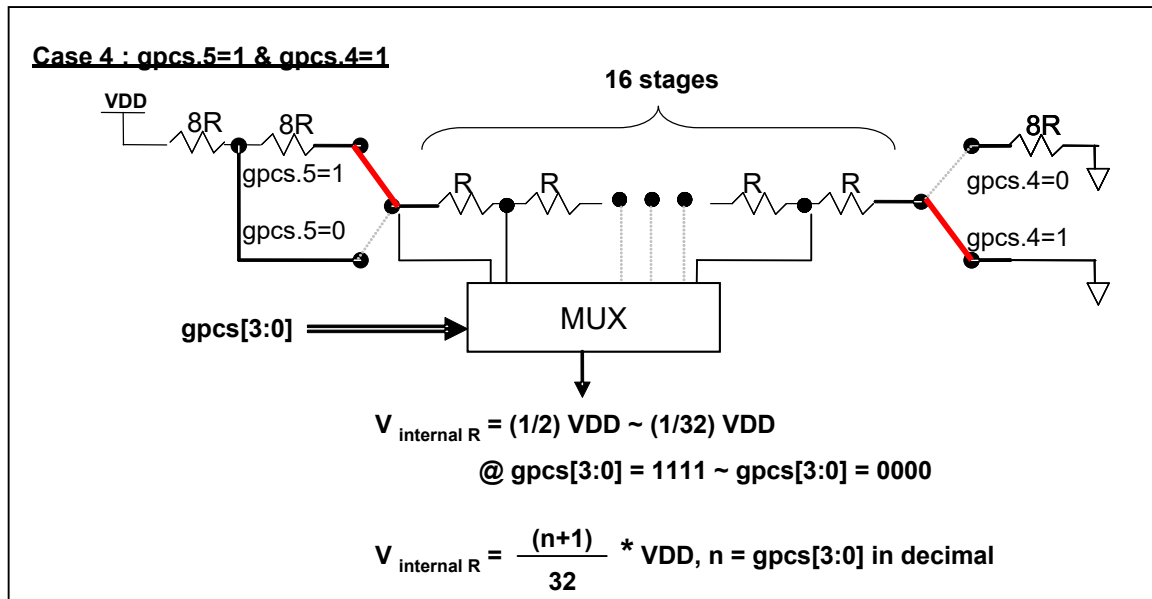 Case 4 : gpcs.5=1 & gpcs.4=1
16 stages
VDD
8R
8R
8R
gpcs.5=1
R
R
R
R
gpcs.4=0
gpcs.5=0
gpcs.4=1
MUX
gpcs[3:0]
V internal R = (1/2) VDD ~ (1/32) VDD
@ gpcs[3:0] = 1111 ~ gpcs[3:0] = 0000
V internal R = (n+1) / 32 * VDD, n = gpcs[3:0] in decimal